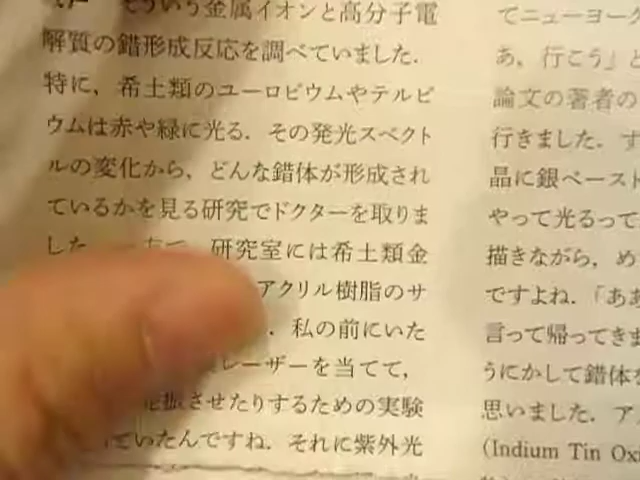 そういう金属イオンと高分子電
解質の錯形成反応を調べていました.
特に，希土類のユーロピウムやテルビ
ウムは赤や緑に光る．その発光スペクト
ルの変化から，どんな錯体が形成され
ているかを見る研究でドクターを取りま
した 研究室には希土類金
アクリル樹脂のサ
．私の前にいた
レーザーを当てて，
振させたりするための実験
ていたんですね．それに紫外光
てニューヨーク
あ，行こう」と
論文の著者の
行きました．す
晶に銀ペースト
やって光るって
描きながら，め
ですよね．「ああ
言って帰ってきま
うにかして錯体を
思いました．ア
(Indium Tin Oxi